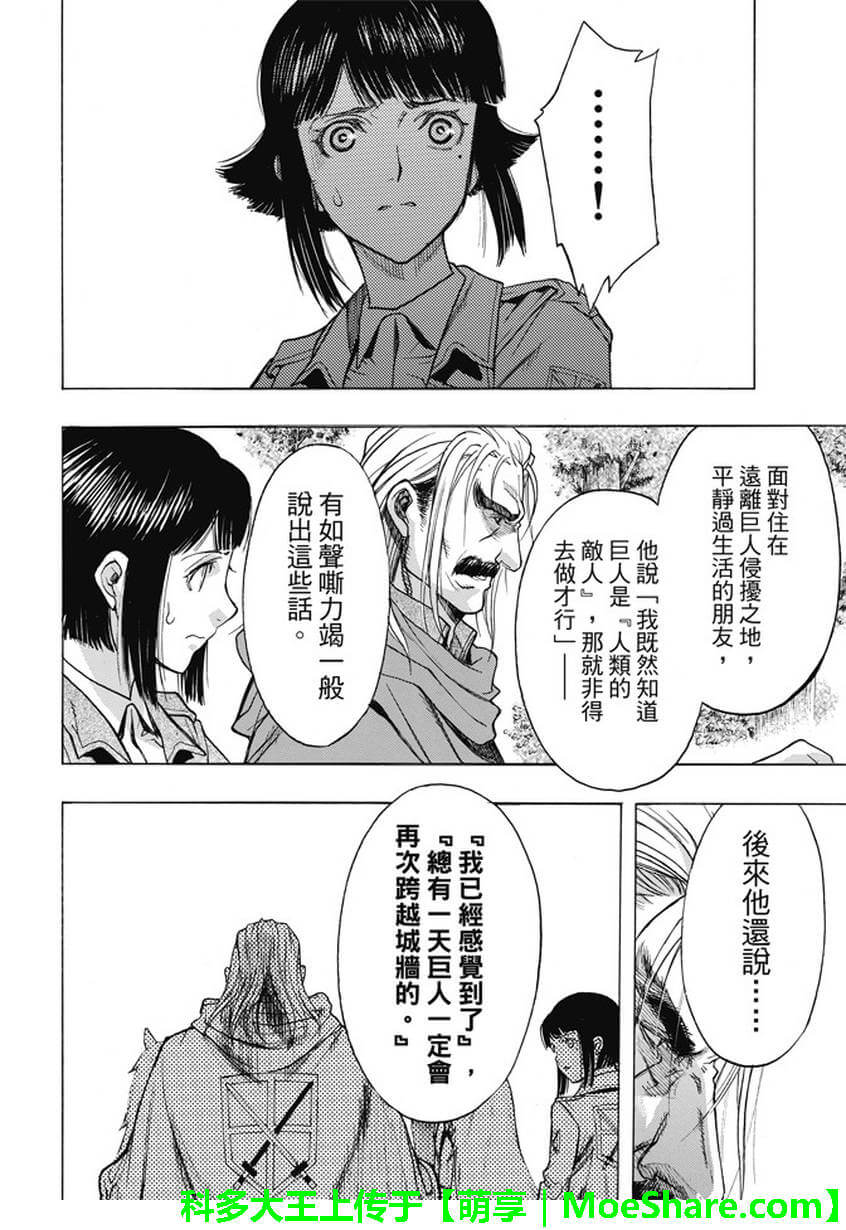 ………！
面對住在
遠離巨人侵擾之地，
平靜過生活的朋友，
他說「我既然知道
巨人是『人類的
敵人』，那就非得
去做才行」——
有如聲嘶力竭一般
說出這些話。
後來他還說……
『我已經感覺到了』，
『總有一天巨人一定會
再次跨越城牆的。』
科多大王上传于【萌享｜MoeShare.com】